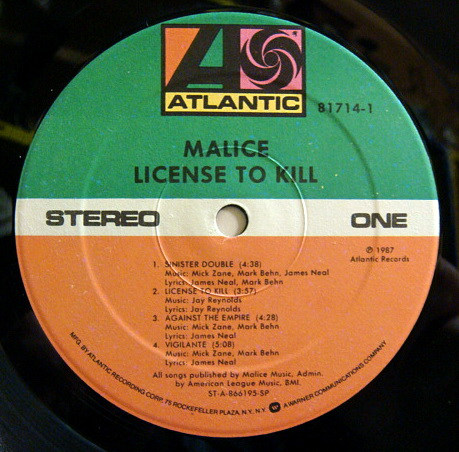 ATLANTIC
81714-1
MALICE
LICENSE TO KILL
STEREO
ONE
℗ 1987
Atlantic Records
1. SINISTER DOUBLE (4:38)
Music: Mick Zane, Mark Behn, James Neal
Lyrics: James Neal, Mark Behn
2. LICENSE TO KILL (3:57)
Music: Jay Reynolds
Lyrics: Jay Reynolds
3. AGAINST THE EMPIRE (4:28)
Music: Mick Zane, Mark Behn
Lyrics: James Neal
4. VIGILANTE (5:08)
Music: Mick Zane, Mark Behn
Lyrics: James Neal
All songs published by Malice Music, Admin.
by American League Music, BMI.
ST-A-866195-SP
MFG. BY ATLANTIC RECORDING CORP. 75 ROCKEFELLER PLAZA, N.Y. N.Y. A WARNER COMMUNICATIONS COMPANY